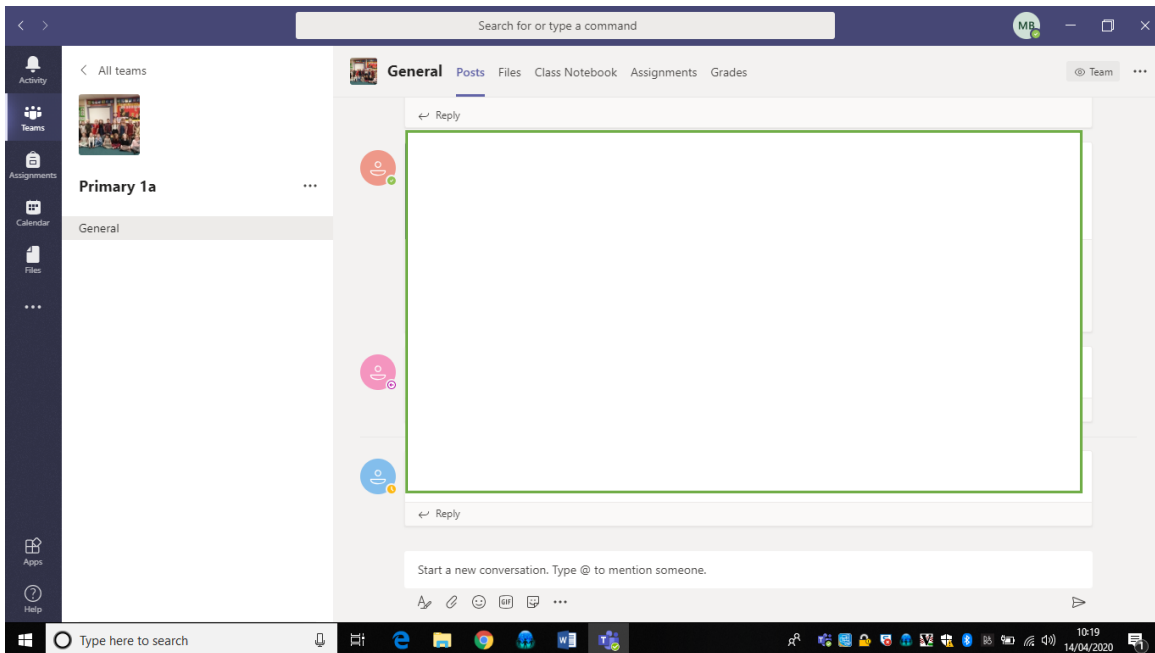 Search for or type a command
MB
Activity
Teams
Assignments
Calendar
Files
Apps
Help
All teams
Primary 1a
General
General Posts Files Class Notebook Assignments Grades
Team
Reply
Reply
Start a new conversation. Type @ to mention someone.
GIF
Type here to search
10:19
14/04/2020